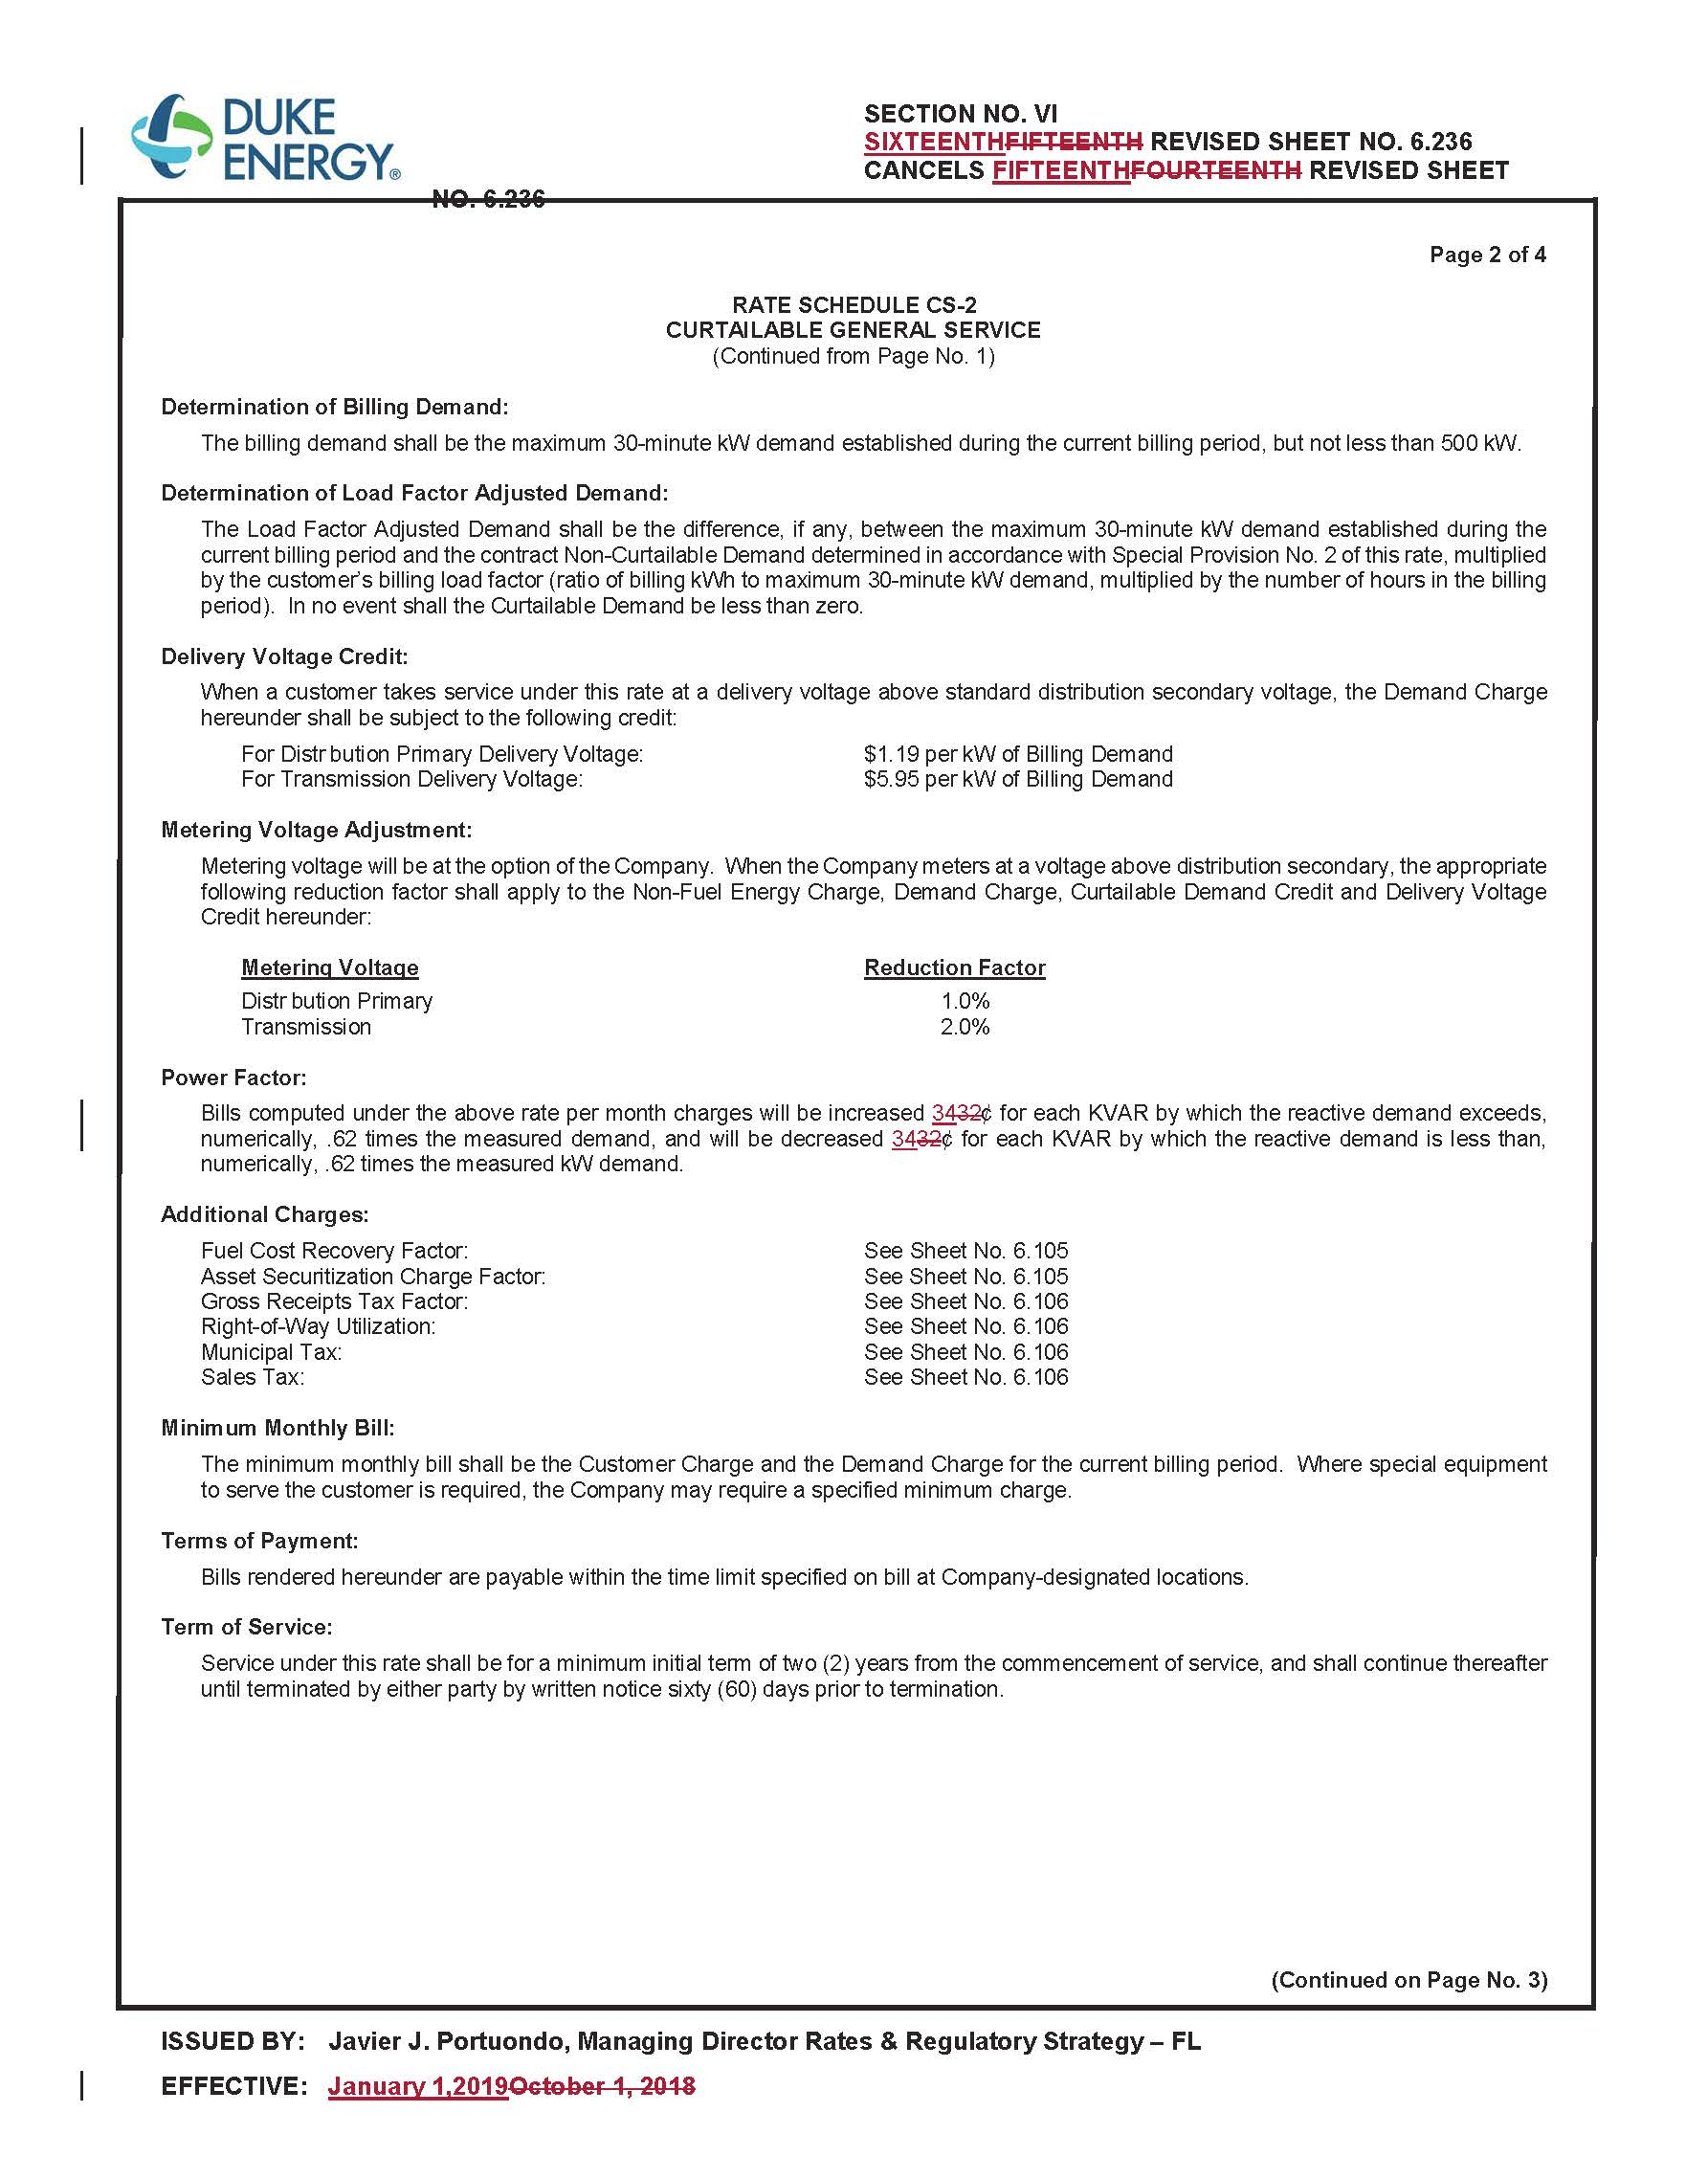 DUKE
ENERGY®
SECTION NO. VI
SIXTEENTHFIFTEENTH REVISED SHEET NO. 6.236
CANCELS FIFTEENTHFOURTEENTH REVISED SHEET
NO. 6.236
Page 2 of 4
RATE SCHEDULE CS-2
CURTAILABLE GENERAL SERVICE
(Continued from Page No. 1)
Determination of Billing Demand:
The billing demand shall be the maximum 30-minute kW demand established during the current billing period, but not less than 500 kW.
Determination of Load Factor Adjusted Demand:
The Load Factor Adjusted Demand shall be the difference, if any, between the maximum 30-minute kW demand established during the
current billing period and the contract Non-Curtailable Demand determined in accordance with Special Provision No. 2 of this rate, multiplied
by the customer's billing load factor (ratio of billing kWh to maximum 30-minute kW demand, multiplied by the number of hours in the billing
period). In no event shall the Curtailable Demand be less than zero.
Delivery Voltage Credit:
When a customer takes service under this rate at a delivery voltage above standard distribution secondary voltage, the Demand Charge
hereunder shall be subject to the following credit:
For Distr bution Primary Delivery Voltage: $1.19 per kW of Billing Demand
For Transmission Delivery Voltage: $5.95 per kW of Billing Demand
Metering Voltage Adjustment:
Metering voltage will be at the option of the Company. When the Company meters at a voltage above distribution secondary, the appropriate
following reduction factor shall apply to the Non-Fuel Energy Charge, Demand Charge, Curtailable Demand Credit and Delivery Voltage
Credit hereunder:
Metering Voltage Reduction Factor
Distr bution Primary 1.0%
Transmission 2.0%
Power Factor:
Bills computed under the above rate per month charges will be increased 3432¢ for each KVAR by which the reactive demand exceeds,
numerically, .62 times the measured demand, and will be decreased 3432¢ for each KVAR by which the reactive demand is less than,
numerically, .62 times the measured kW demand.
Additional Charges:
Fuel Cost Recovery Factor: See Sheet No. 6.105
Asset Securitization Charge Factor: See Sheet No. 6.105
Gross Receipts Tax Factor: See Sheet No. 6.106
Right-of-Way Utilization: See Sheet No. 6.106
Municipal Tax: See Sheet No. 6.106
Sales Tax: See Sheet No. 6.106
Minimum Monthly Bill:
The minimum monthly bill shall be the Customer Charge and the Demand Charge for the current billing period. Where special equipment
to serve the customer is required, the Company may require a specified minimum charge.
Terms of Payment:
Bills rendered hereunder are payable within the time limit specified on bill at Company-designated locations.
Term of Service:
Service under this rate shall be for a minimum initial term of two (2) years from the commencement of service, and shall continue thereafter
until terminated by either party by written notice sixty (60) days prior to termination.
(Continued on Page No. 3)
ISSUED BY: Javier J. Portuondo, Managing Director Rates & Regulatory Strategy – FL
EFFECTIVE: January 1,2019October 1, 2018